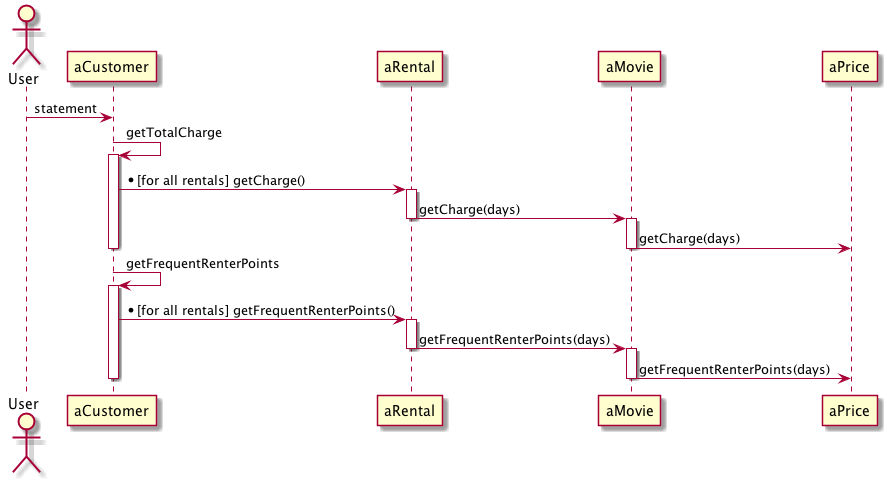 User
aCustomer
aRental
aMovie
aPrice
statement
getTotalCharge
• [for all rentals] getCharge()
getCharge(days)
getCharge(days)
getFrequentRenterPoints
• [for all rentals] getFrequentRenterPoints()
getFrequentRenterPoints(days)
getFrequentRenterPoints(days)
User
aCustomer
aRental
aMovie
aPrice